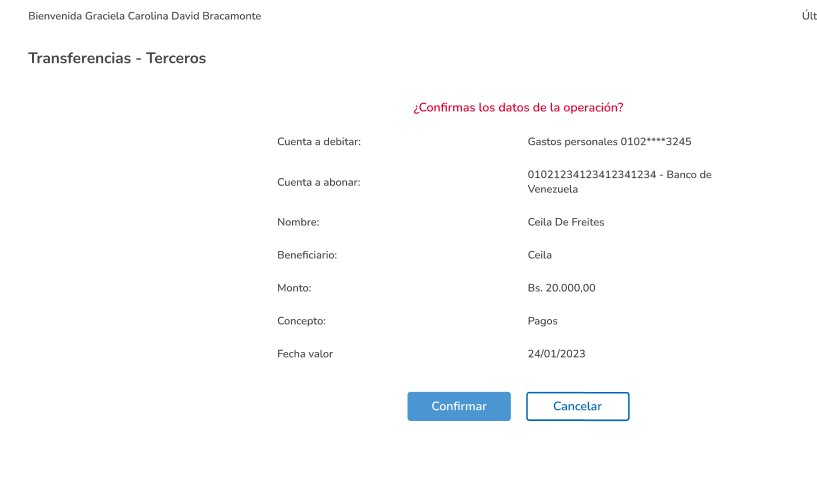 Bienvenida Graciela Carolina David Bracamonte
Últ
Transferencias - Terceros
¿Confirmas los datos de la operación?
Cuenta a debitar: Gastos personales 0102****3245
Cuenta a abonar: 01021234123412341234 - Banco de
Venezuela
Nombre: Ceila De Freites
Beneficiario: Ceila
Monto: Bs. 20.000,00
Concepto: Pagos
Fecha valor 24/01/2023
Confirmar Cancelar